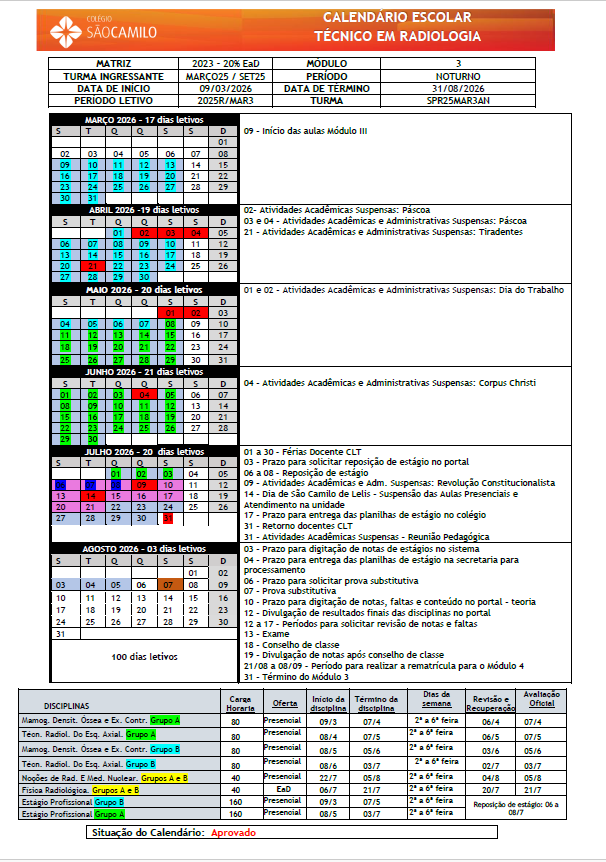 COLÉGIO
SÃOCAMILO
CALENDÁRIO ESCOLAR
TÉCNICO EM RADIOLOGIA
MATRIZ 2023 - 20% EaD MÓDULO 3
TURMA INGRESSANTE MARÇO25 / SET25 PERÍODO NOTURNO
DATA DE INÍCIO 09/03/2026 DATA DE TÉRMINO 31/08/2026
PERÍODO LETIVO 2025R/MAR3 TURMA SPR25MAR3AN
MARÇO 2026 - 17 dias letivos
S T Q Q S S D
01
02 03 04 05 06 07 08
09 10 11 12 13 14 15
16 17 18 19 20 21 22
23 24 25 26 27 28 29
30 31
09 - Início das aulas Módulo III
ABRIL 2026 -19 dias letivos
S T Q Q S S D
01 02 03 04 05
06 07 08 09 10 11 12
13 14 15 16 17 18 19
20 21 22 23 24 25 26
27 28 29 30
02- Atividades Acadêmicas Suspensas: Páscoa
03 e 04 - Atividades Acadêmicas e Administrativas Suspensas: Páscoa
21 - Atividades Acadêmicas e Administrativas Suspensas: Tiradentes
MAIO 2026 - 20 dias letivos
S T Q Q S S D
01 02 03
04 05 06 07 08 09 10
11 12 13 14 15 16 17
18 19 20 21 22 23 24
25 26 27 28 29 30 31
01 e 02 - Atividades Acadêmicas e Administrativas Suspensas: Dia do Trabalho
JUNHO 2026 - 21 dias letivos
S T Q Q S S D
01 02 03 04 05 06 07
08 09 10 11 12 13 14
15 16 17 18 19 20 21
22 23 24 25 26 27 28
29 30
04 - Atividades Acadêmicas e Administrativas Suspensas: Corpus Christi
JULHO 2026 - 20 dias letivos
S T Q Q S S D
01 02 03 04 05
06 07 08 09 10 11 12
13 14 15 16 17 18 19
20 21 22 23 24 25 26
27 28 29 30 31
01 a 30 - Férias Docente CLT
03 - Prazo para solicitar reposição de estágio no portal
06 a 08 - Reposição de estágio
09 - Atividades Acadêmicas e Adm. Suspensas: Revolução Constitucionalista
14 - Dia de São Camilo de Lelis - Suspensão das Aulas Presenciais e
Atendimento na unidade
17 - Prazo para entrega das planilhas de estágio no colégio
31 - Retorno docentes CLT
31 - Atividades Acadêmicas Suspensas - Reunião Pedagógica
AGOSTO 2026 - 03 dias letivos
S T Q Q S S D
01 02
03 04 05 06 07 08 09
10 11 12 13 14 15 16
17 18 19 20 21 22 23
24 25 26 27 28 29 30
31
100 dias letivos
03 - Prazo para digitação de notas de estágios no sistema
04 - Prazo para entrega das planilhas de estágio na secretaria para
processamento
06 - Prazo para solicitar prova substitutiva
07 - Prova substitutiva
10 - Prazo para digitação de notas, faltas e conteúdo no portal - teoria
12 - Divulgação de resultados finais das disciplinas no portal
12 a 17 - Períodos para solicitar revisão de notas e faltas
13 - Exame
18 - Conselho de classe
19 - Divulgação de notas após conselho de classe
21/08 a 08/09 - Período para realizar a rematrícula para o Módulo 4
31 - Término do Módulo 3
DISCIPLINAS Carga Horaria Oferta Início da disciplina Término da disciplina Dias da semana Revisão e Recuperação Avaliação Oficial
Mamog. Densit. Óssea e Ex. Contr. Grupo A 80 Presencial 09/3 07/4 2ª a 6ª feira 06/4 07/4
Técn. Radiol. Do Esq. Axial. Grupo A 80 Presencial 08/4 07/5 2ª a 6ª feira 06/5 07/5
Mamog. Densit. Óssea e Ex. Contr. Grupo B 80 Presencial 08/5 05/6 2ª a 6ª feira 03/6 05/6
Técn. Radiol. Do Esq. Axial. Grupo B 80 Presencial 08/6 03/7 2ª a 6ª feira 02/7 03/7
Noções de Rad. E Med. Nuclear. Grupos A e B 40 Presencial 22/7 05/8 2ª a 6ª feira 04/8 05/8
Física Radiológica. Grupos A e B 40 EaD 06/7 21/7 2ª a 6ª feira 20/7 21/7
Estágio Profissional Grupo B 160 Presencial 09/3 07/5 2ª a 6ª feira Reposição de estágio: 06 a
Estágio Profissional Grupo A 160 Presencial 08/5 03/7 2ª a 6ª feira 08/7
Situação do Calendário: Aprovado